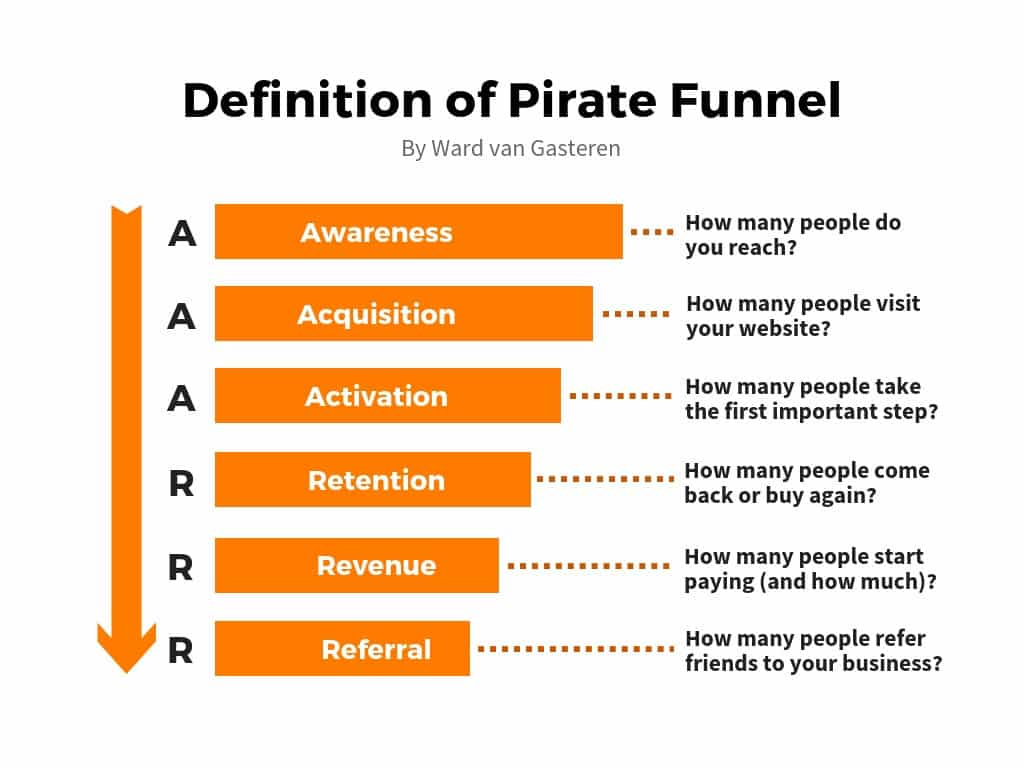 Definition of Pirate Funnel
By Ward van Gasteren
A
Awareness
How many people do
you reach?
A
Acquisition
How many people visit
your website?
A
Activation
How many people take
the first important step?
R
Retention
How many people come
back or buy again?
R
Revenue
How many people start
paying (and how much)?
R
Referral
How many people refer
friends to your business?